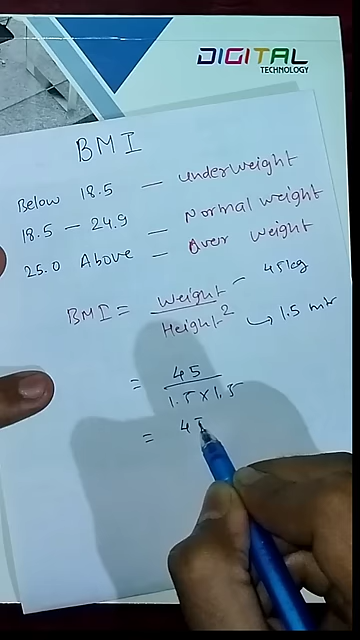 DIGITAL
TECHNOLOGY
BMI
Below 18.5 — underweight
18.5 — 24.9 — Normal weight
25.0 Above — Over weight
BMI = Weight — 45kg
Height² → 1.5 mtr
= 45
1.5 x 1.5
= 45